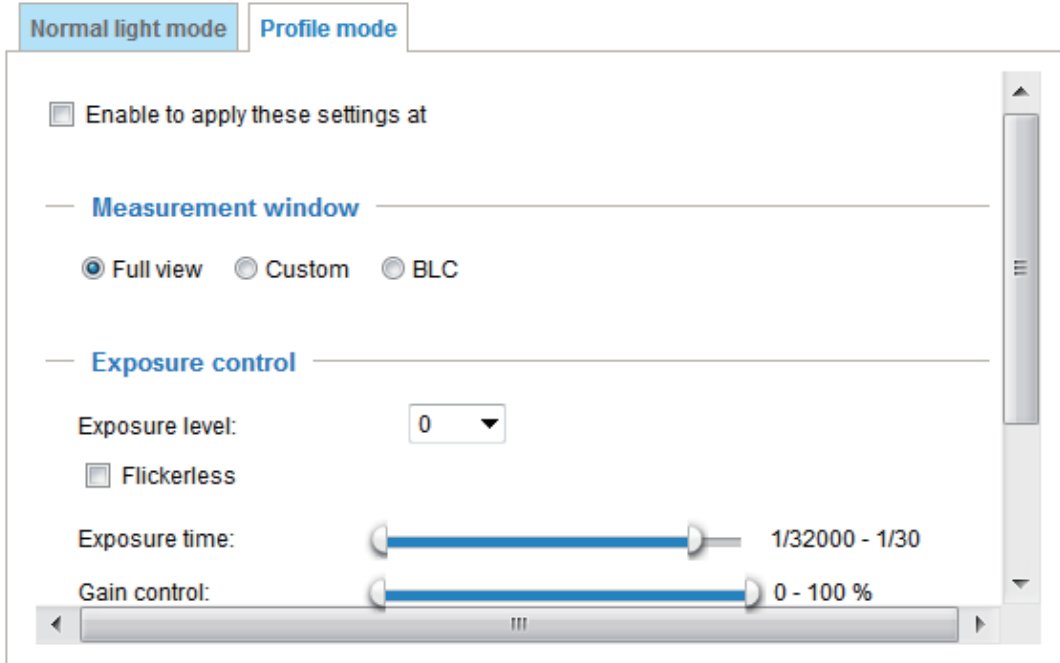 Normal light mode Profile mode
Enable to apply these settings at
Measurement window
Full view Custom BLC
Exposure control
Exposure level: 0
Flickerless
Exposure time: 1/32000 - 1/30
Gain control: 0 - 100 %